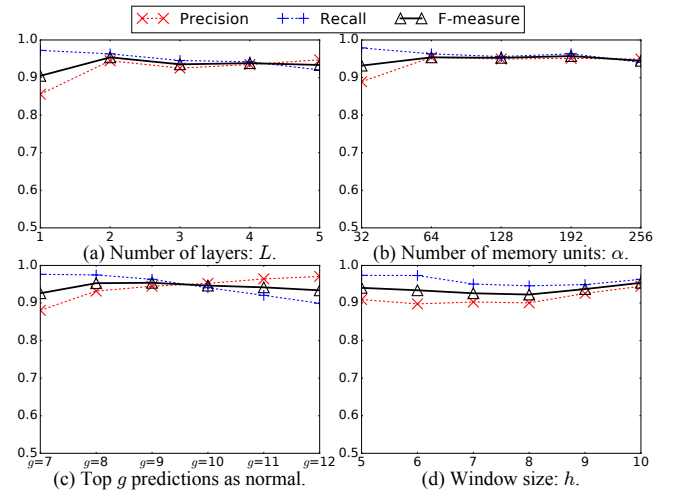 Precision Recall F-measure
1.0
0.9
0.8
0.7
0.6
0.5
1 2 3 4 5
(a) Number of layers: L.
1.0
0.9
0.8
0.7
0.6
0.5
32 64 128 192 256
(b) Number of memory units: α.
1.0
0.9
0.8
0.7
0.6
0.5
g=7 g=8 g=9 g=10 g=11 g=12
(c) Top g predictions as normal.
1.0
0.9
0.8
0.7
0.6
0.5
5 6 7 8 9 10
(d) Window size: h.